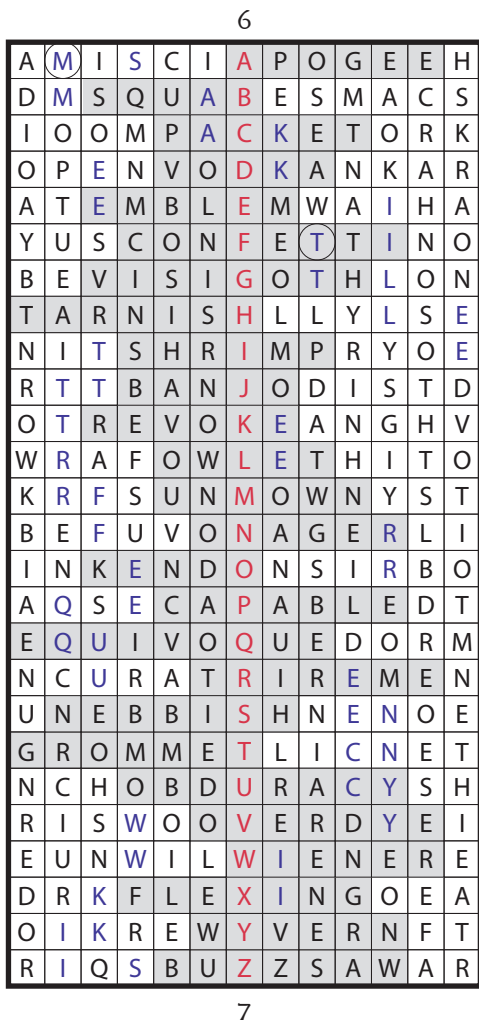 6
A M I S C I A P O G E E H
D M S Q U A B E S M A C S
I O O M P A C K E T O R K
O P E N V O D K A N K A R
A T E M B L E M W A I H A
Y U S C O N F E T T I N O
B E V I S I G O T H L O N
T A R N I S H L L Y L S E
N I T S H R I M P R Y O E
R T T B A N J O D I S T D
O T R E V O K E A N G H V
W R A F O W L E T H I T O
K R F S U N M O W N Y S T
B E F U V O N A G E R L I
I N K E N D O N S I R B O
A Q S E C A P A B L E D T
E Q U I V O Q U E D O R M
N C U R A T R I R E M E N
U N E B B I S H N E N O E
G R O M M E T L I C N E T
N C H O B D U R A C Y S H
R I S W O O V E R D Y E I
E U N W I L W I E N E R E
D R K F L E X I N G O E A
O I K R E W Y V E R N F T
R I Q S B U Z Z S A W A R
7